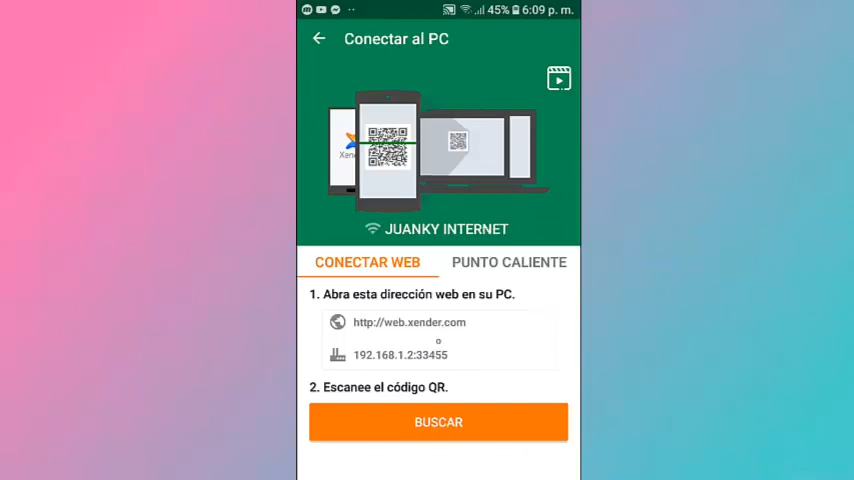 45% 6:09 p. m.
Conectar al PC
Xen
JUANKY INTERNET
CONECTAR WEB
PUNTO CALIENTE
1. Abra esta dirección web en su PC.
http://web.xender.com
o
192.168.1.2:33455
2. Escanee el código QR.
BUSCAR